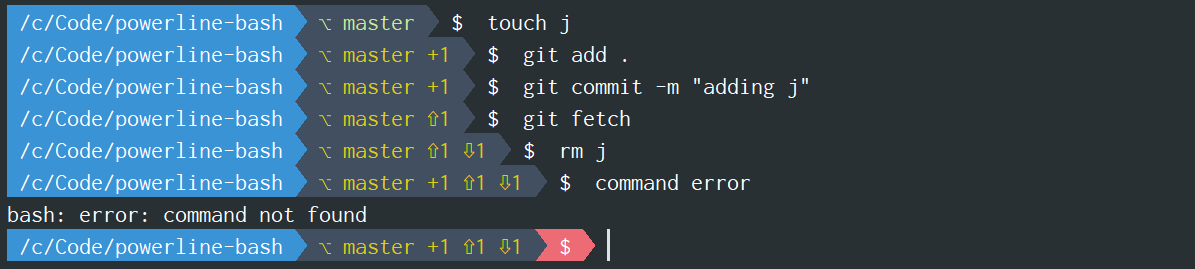 /c/Code/powerline-bash ⌥ master $ touch j
/c/Code/powerline-bash ⌥ master +1 $ git add .
/c/Code/powerline-bash ⌥ master +1 $ git commit -m "adding j"
/c/Code/powerline-bash ⌥ master ⇧1 $ git fetch
/c/Code/powerline-bash ⌥ master ⇧1 ⇩1 $ rm j
/c/Code/powerline-bash ⌥ master +1 ⇧1 ⇩1 $ command error
bash: error: command not found
/c/Code/powerline-bash ⌥ master +1 ⇧1 ⇩1 $